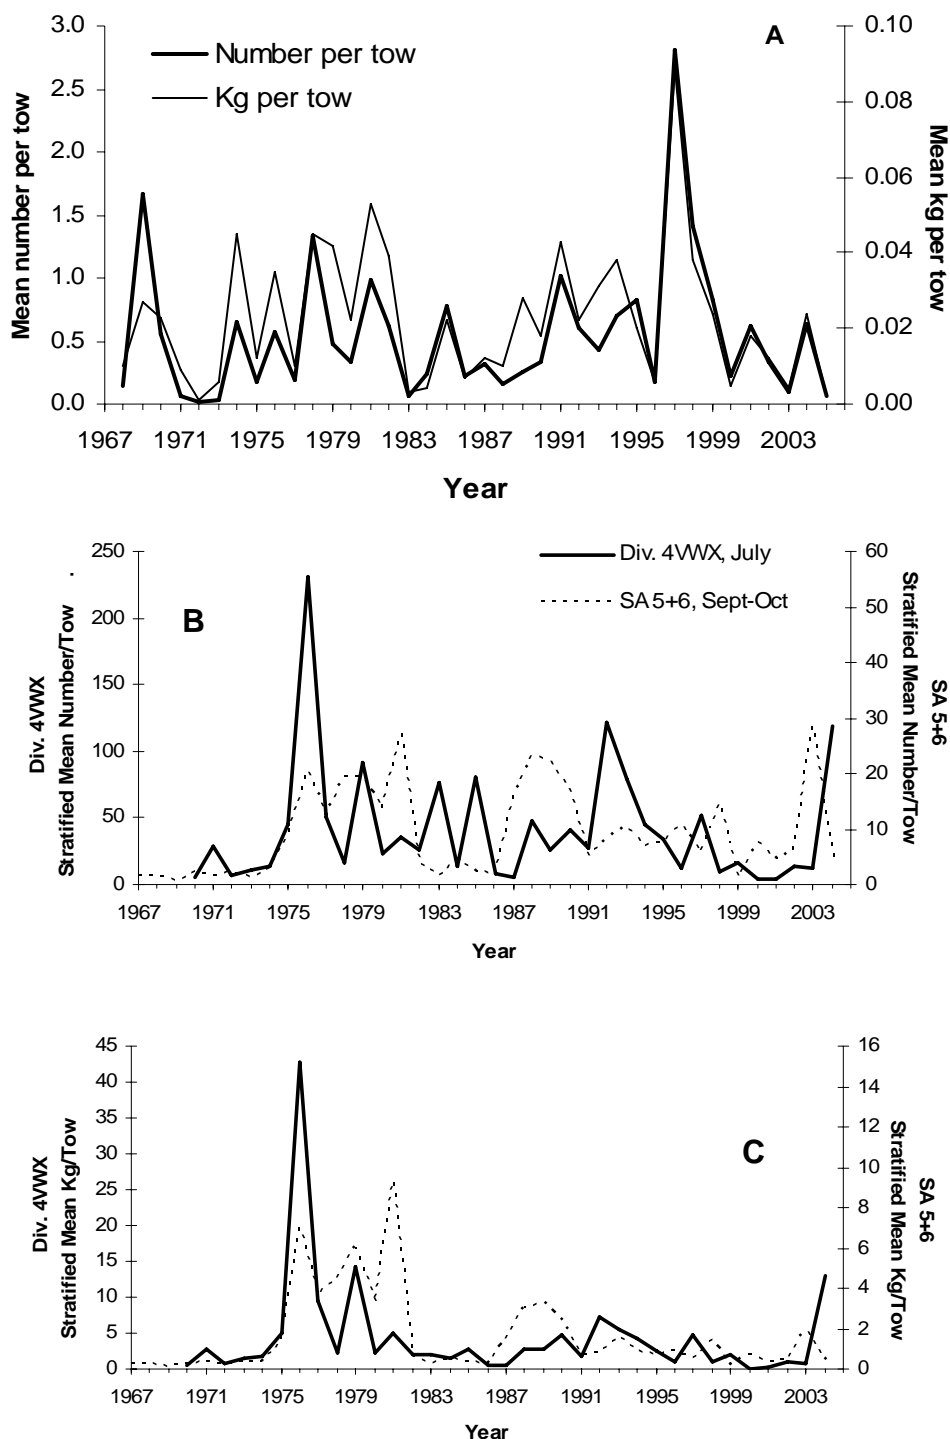 A
Number per tow
Kg per tow
Mean number per tow
3.0
2.5
2.0
1.5
1.0
0.5
0.0
Mean kg per tow
0.10
0.08
0.06
0.04
0.02
0.00
1967 1971 1975 1979 1983 1987 1991 1995 1999 2003
Year
B
Div. 4VWX, July
SA 5+6, Sept-Oct
Div. 4VWX
Stratified Mean Number/Tow .
250
200
150
100
50
0
SA 5+6
Stratified Mean Number/Tow
60
50
40
30
20
10
0
1967 1971 1975 1979 1983 1987 1991 1995 1999 2003
Year
C
Div. 4VWX
Stratified Mean Kg/Tow
45
40
35
30
25
20
15
10
5
0
SA 5+6
Stratified Mean Kg/Tow
16
14
12
10
8
6
4
2
0
1967 1971 1975 1979 1983 1987 1991 1995 1999 2003
Year